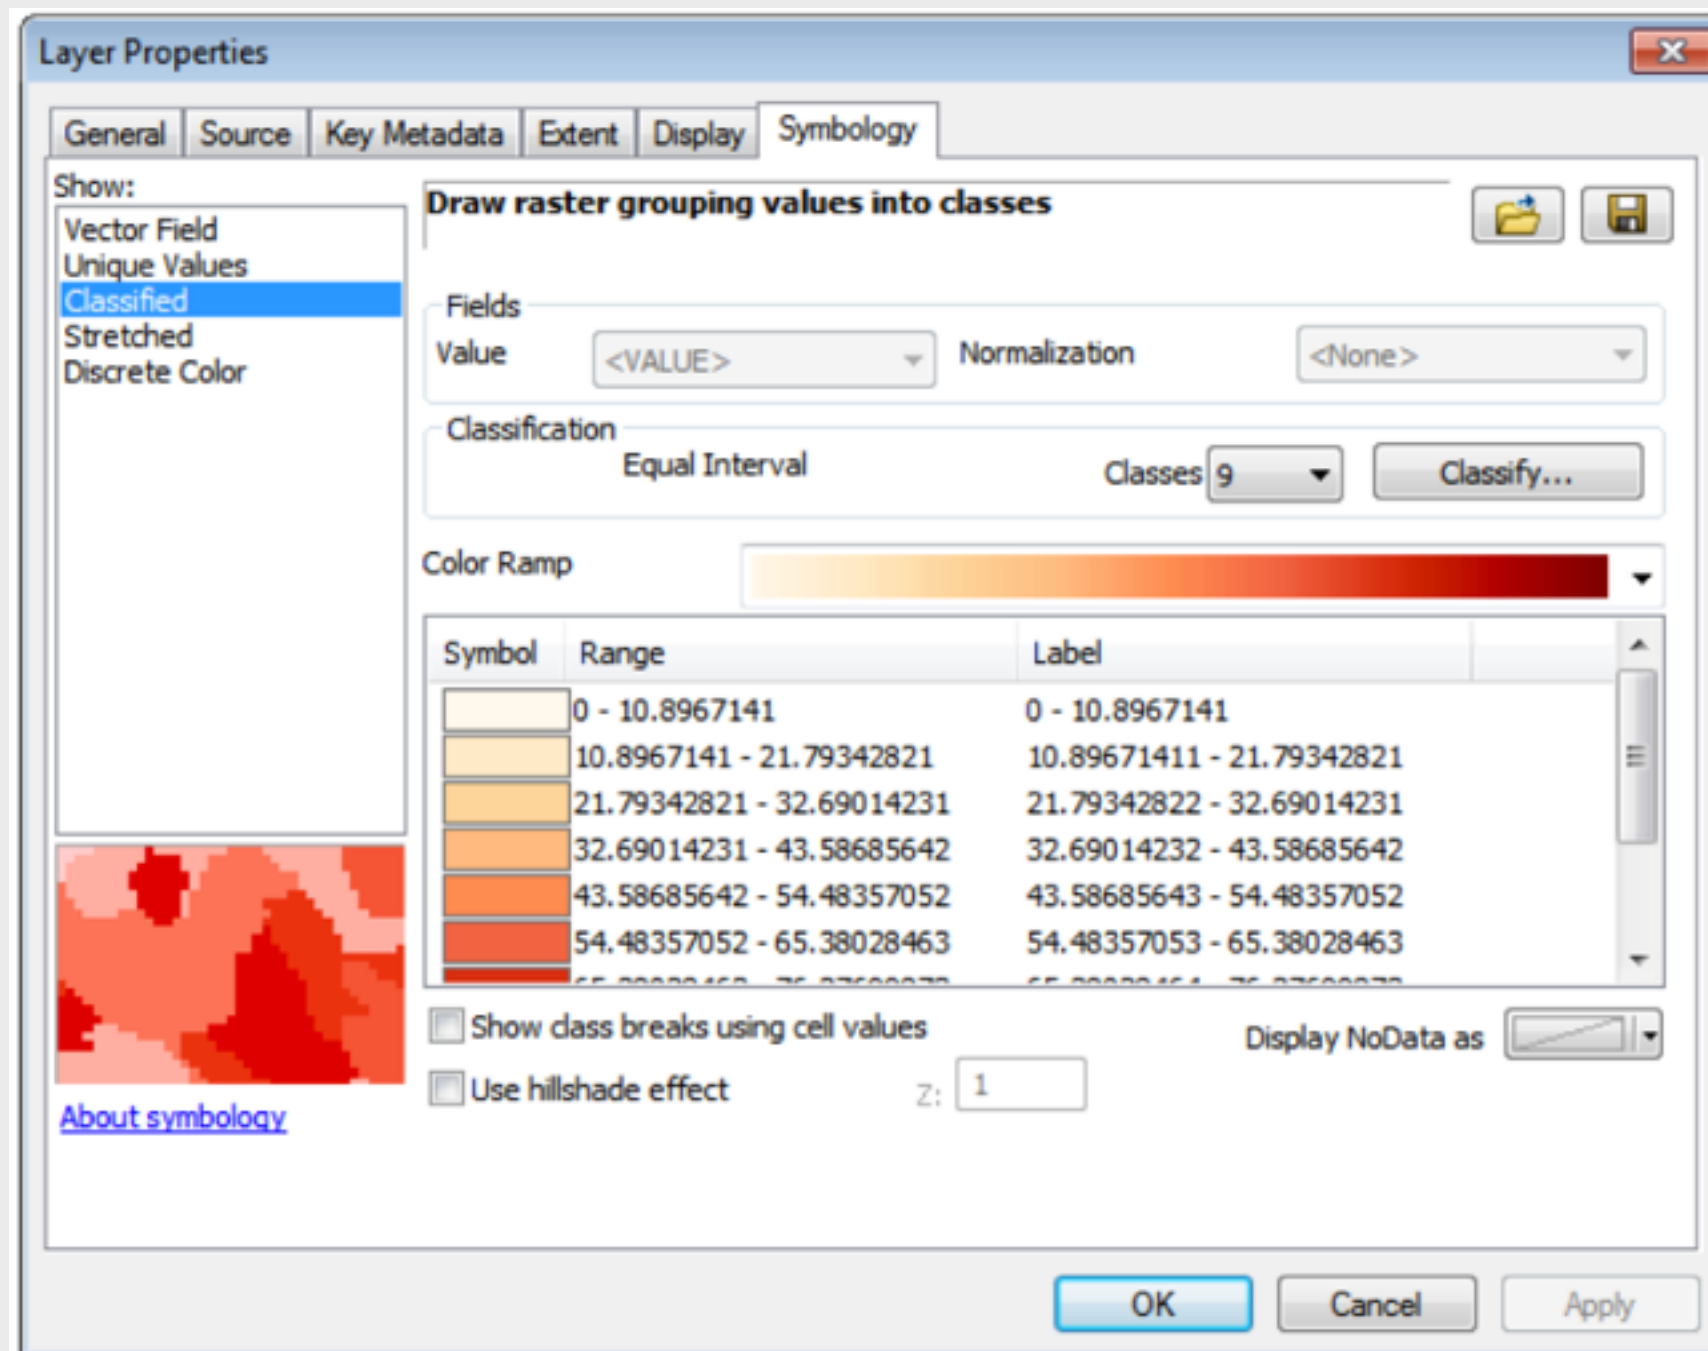 Layer Properties
General Source Key Metadata Extent Display Symbology
Show:
Vector Field
Unique Values
Classified
Stretched
Discrete Color
About symbology
Draw raster grouping values into classes
Fields
Value <VALUE> Normalization <None>
Classification
Equal Interval Classes 9 Classify...
Color Ramp
Symbol Range Label
0 - 10.8967141 0 - 10.8967141
10.8967141 - 21.79342821 10.89671411 - 21.79342821
21.79342821 - 32.69014231 21.79342822 - 32.69014231
32.69014231 - 43.58685642 32.69014232 - 43.58685642
43.58685642 - 54.48357052 43.58685643 - 54.48357052
54.48357052 - 65.38028463 54.48357053 - 65.38028463
Show class breaks using cell values Display NoData as
Use hillshade effect Z: 1
OK Cancel Apply